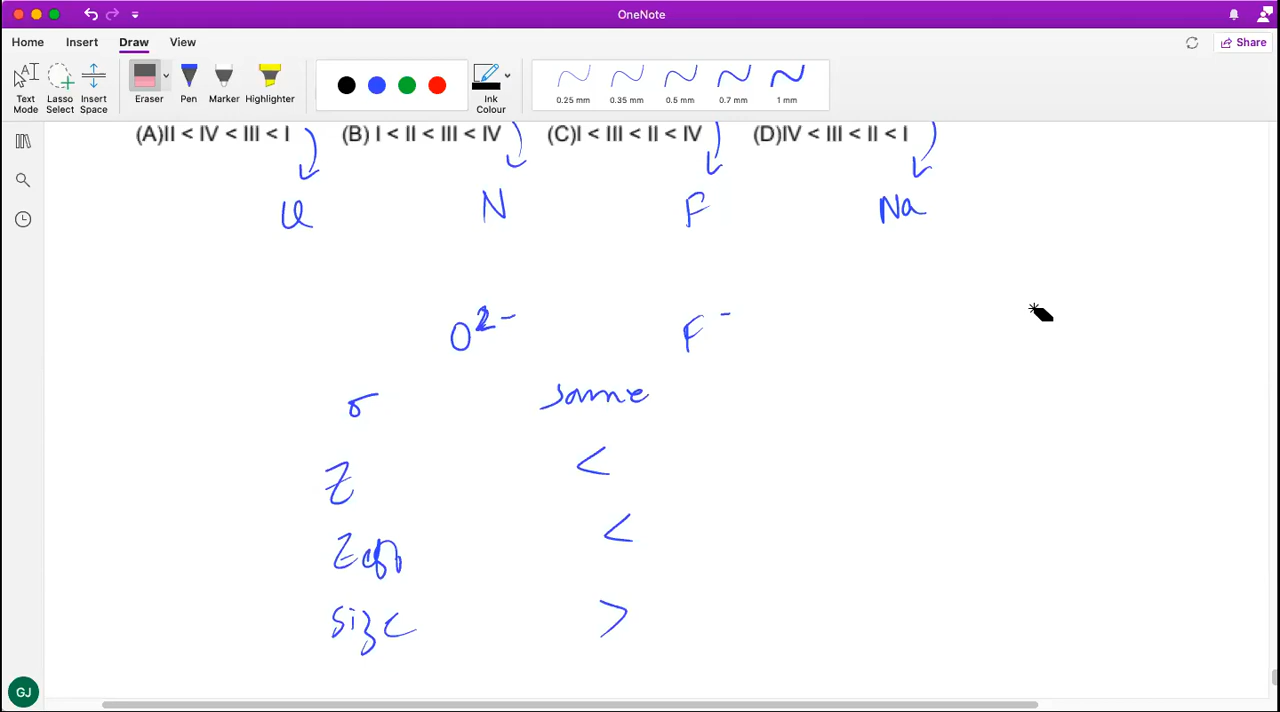 OneNote
Home Insert Draw View
Share
Text Mode Lasso Select Insert Space Eraser Pen Marker Highlighter Ink Colour 0.25 mm 0.35 mm 0.5 mm 0.7 mm 1 mm
(A)II < IV < III < I (B) I < II < III < IV (C)I < III < II < IV (D)IV < III < II < I
N F Na
O²⁻ F⁻
σ same
Z <
Zeff <
size >
GJ